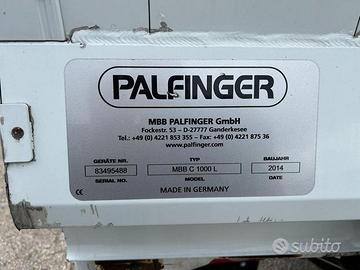 PALFINGER
MBB PALFINGER GmbH
Fockestr. 53 – D-27777 Ganderkesee
Tel.: +49 (0) 4221 853 355 – Fax: +49 (0) 4221 875 36
www.palfinger.com
GERÄTE NR. TYP BAUJAHR
83495488 MBB C 1000 L 2014
SERIAL NO. MODEL DATE
CE MADE IN GERMANY
subito